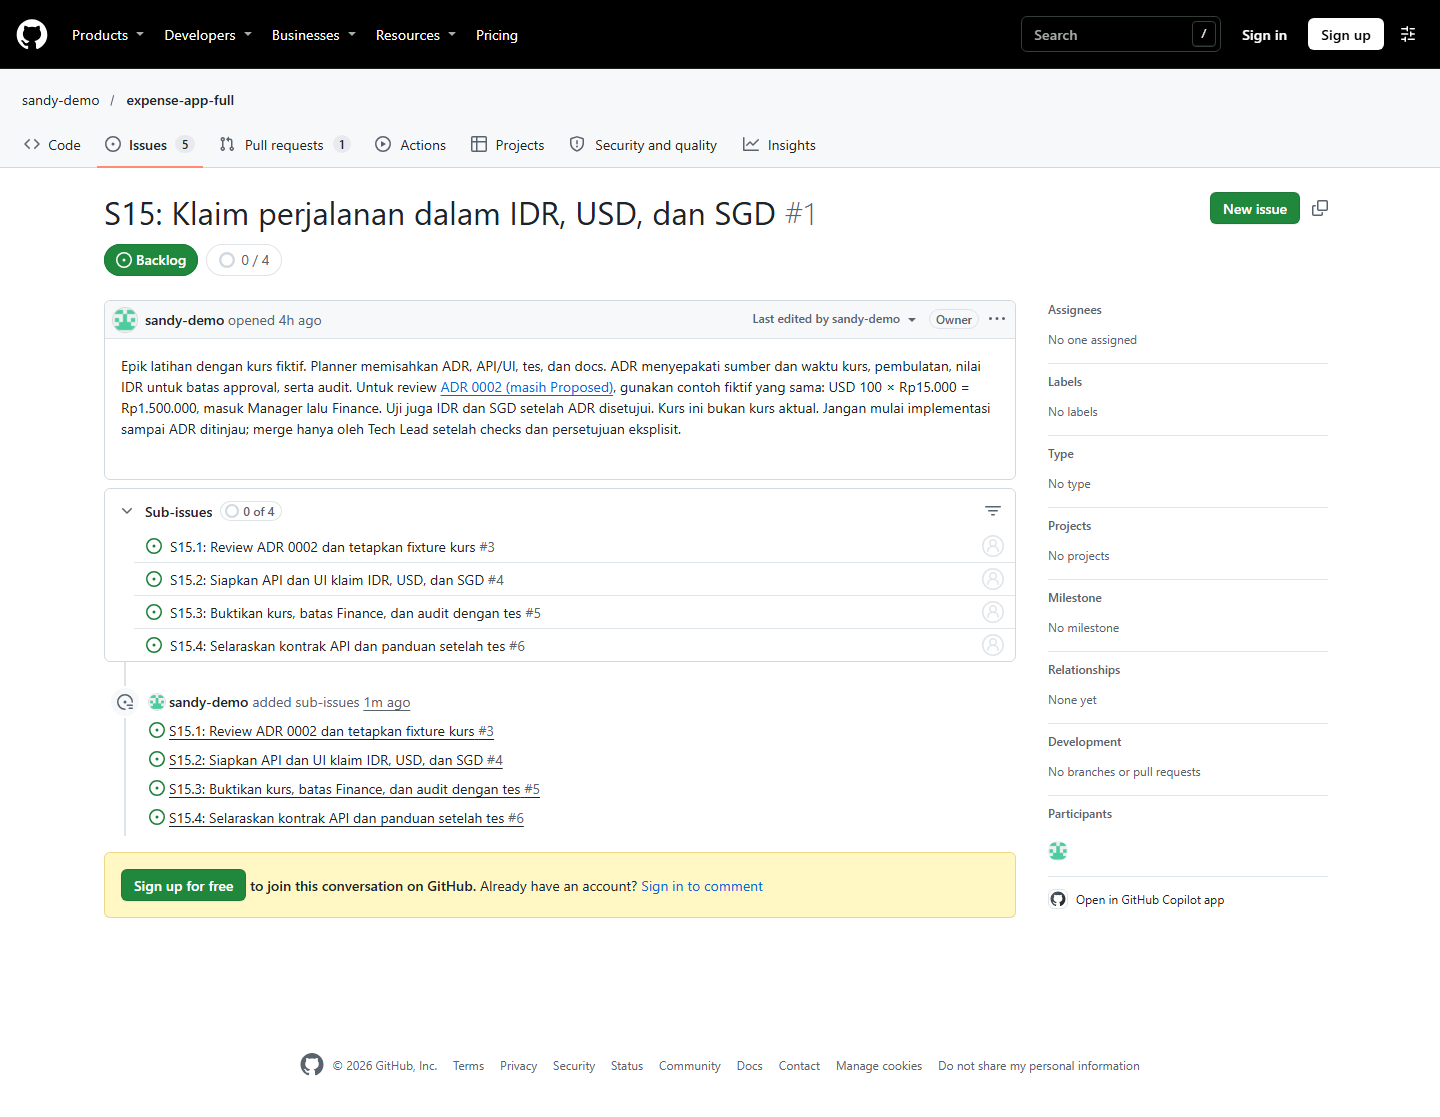 Products
Developers
Businesses
Resources
Pricing
Search
/
Sign in
Sign up
sandy-demo / expense-app-full
Code
Issues 5
Pull requests 1
Actions
Projects
Security and quality
Insights
S15: Klaim perjalanan dalam IDR, USD, dan SGD #1
New issue
Backlog
0 / 4
sandy-demo opened 4h ago
Last edited by sandy-demo
Owner
Epik latihan dengan kurs fiktif. Planner memisahkan ADR, API/UI, tes, dan docs. ADR menyepakati sumber dan waktu kurs, pembulatan, nilai
IDR untuk batas approval, serta audit. Untuk review ADR 0002 (masih Proposed), gunakan contoh fiktif yang sama: USD 100 × Rp15.000 =
Rp1.500.000, masuk Manager lalu Finance. Uji juga IDR dan SGD setelah ADR disetujui. Kurs ini bukan kurs aktual. Jangan mulai implementasi
sampai ADR ditinjau; merge hanya oleh Tech Lead setelah checks dan persetujuan eksplisit.
Sub-issues 0 of 4
S15.1: Review ADR 0002 dan tetapkan fixture kurs #3
S15.2: Siapkan API dan UI klaim IDR, USD, dan SGD #4
S15.3: Buktikan kurs, batas Finance, dan audit dengan tes #5
S15.4: Selaraskan kontrak API dan panduan setelah tes #6
sandy-demo added sub-issues 1m ago
S15.1: Review ADR 0002 dan tetapkan fixture kurs #3
S15.2: Siapkan API dan UI klaim IDR, USD, dan SGD #4
S15.3: Buktikan kurs, batas Finance, dan audit dengan tes #5
S15.4: Selaraskan kontrak API dan panduan setelah tes #6
Sign up for free to join this conversation on GitHub. Already have an account? Sign in to comment
Assignees
No one assigned
Labels
No labels
Type
No type
Projects
No projects
Milestone
No milestone
Relationships
None yet
Development
No branches or pull requests
Participants
Open in GitHub Copilot app
© 2026 GitHub, Inc.
Terms
Privacy
Security
Status
Community
Docs
Contact
Manage cookies
Do not share my personal information